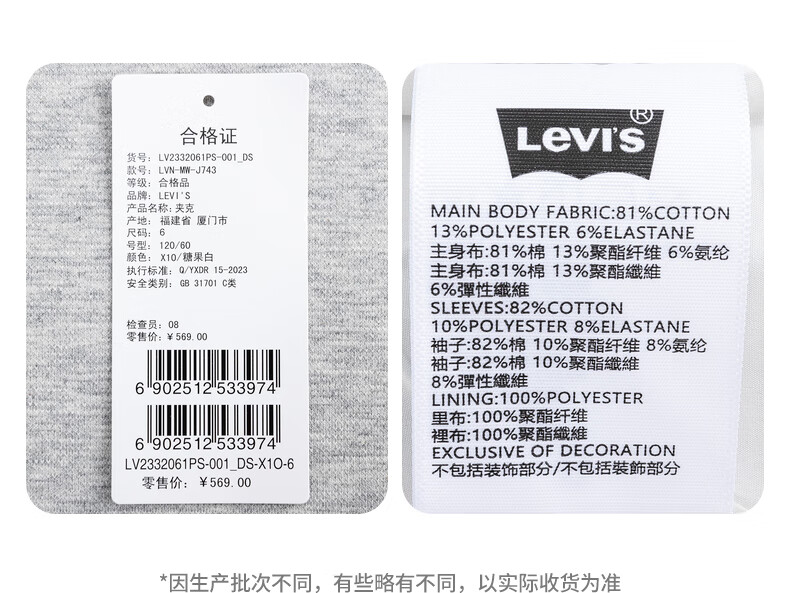 合格证
货号: LV2332061PS-001_DS
款号: LVN-MW-J743
等级: 合格品
品牌: LEVI'S
产品名称: 夹克
产地: 福建省 厦门市
尺码: 6
号型: 120/60
颜色: X10/糖果白
执行标准: Q/YXDR 15-2023
安全类别: GB 31701 C类
检查员: 08
零售价: ¥569.00
6 902512 533974
6 902512 533974
LV2332061PS-001_DS-X10-6
零售价: ¥569.00
LEVI'S®
MAIN BODY FABRIC:81%COTTON
13%POLYESTER 6%ELASTANE
主身布:81%棉 13%聚酯纤维 6%氨纶
主身布:81%棉 13%聚酯纖維
6%彈性纖維
SLEEVES:82%COTTON
10%POLYESTER 8%ELASTANE
袖子:82%棉 10%聚酯纤维 8%氨纶
袖子:82%棉 10%聚酯纖維
8%彈性纖維
LINING:100%POLYESTER
里布:100%聚酯纤维
裡布:100%聚酯纖維
EXCLUSIVE OF DECORATION
不包括装饰部分/不包括裝飾部分
*因生产批次不同，有些略有不同，以实际收货为准